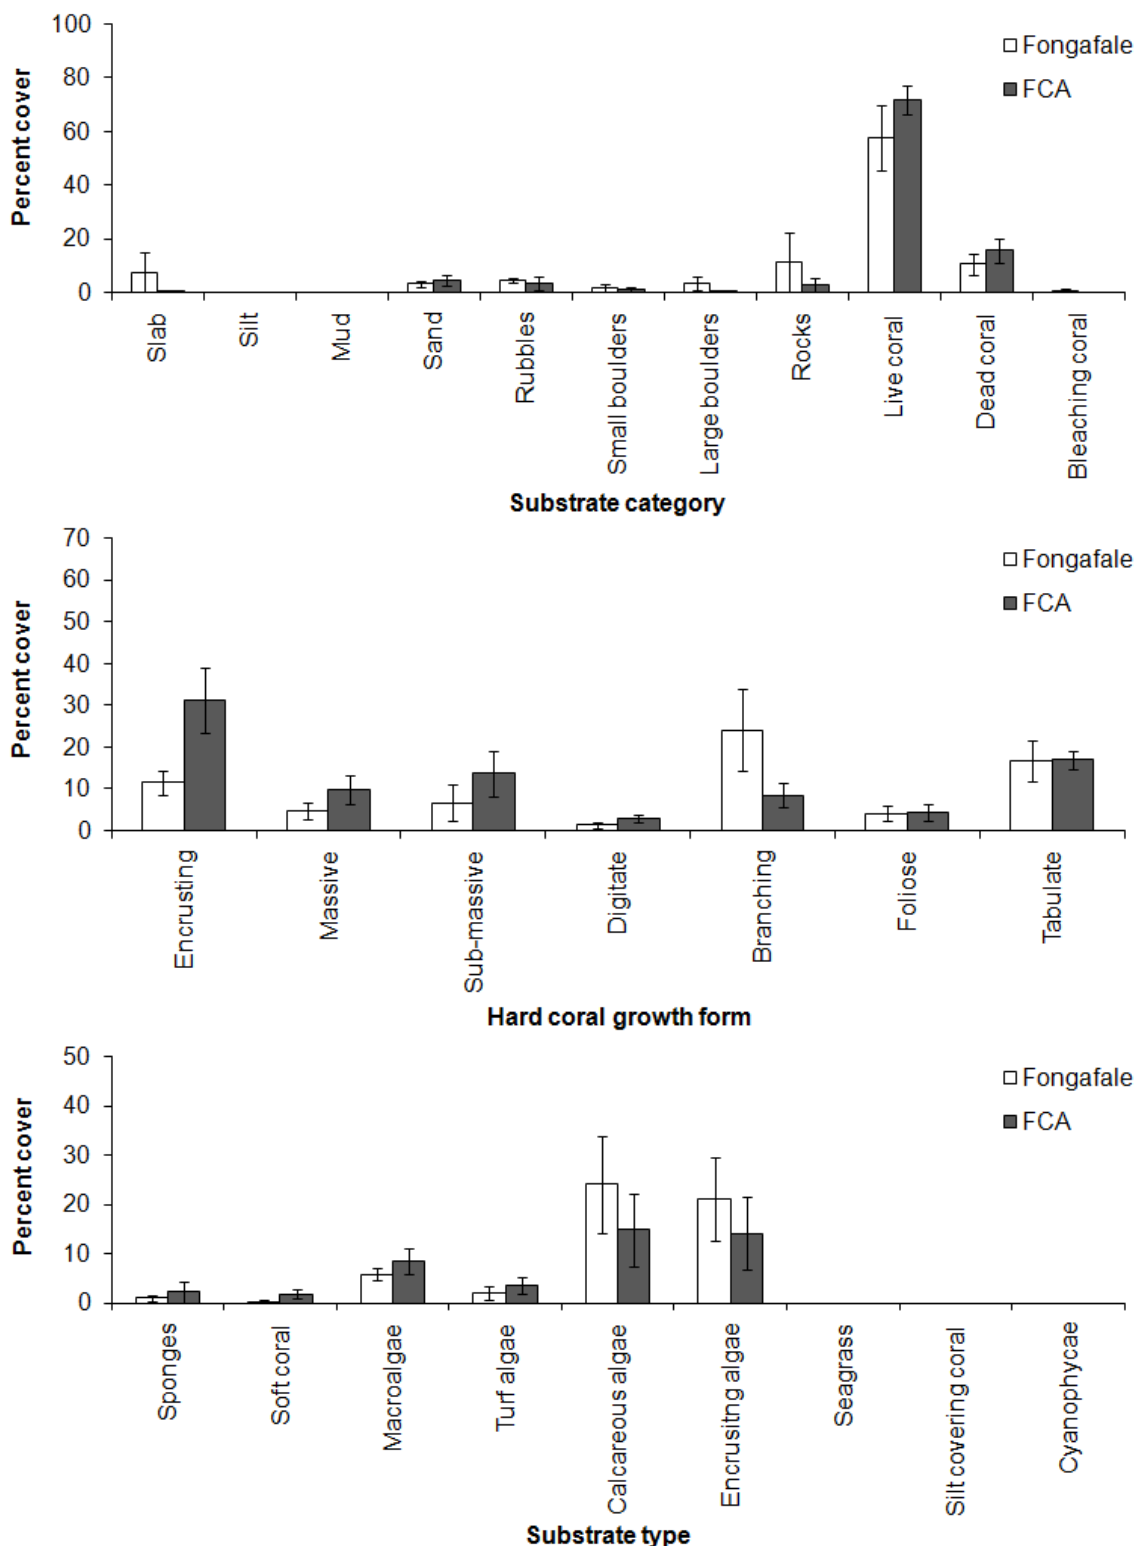 100
80
60
40
20
0
Percent cover
Fongafale
FCA
Slab
Silt
Mud
Sand
Rubbles
Small boulders
Large boulders
Rocks
Live coral
Dead coral
Bleaching coral
Substrate category
70
60
50
40
30
20
10
0
Percent cover
Fongafale
FCA
Encrusting
Massive
Sub-massive
Digitate
Branching
Foliose
Tabulate
Hard coral growth form
50
40
30
20
10
0
Percent cover
Fongafale
FCA
Sponges
Soft coral
Macroalgae
Turf algae
Calcareous algae
Encrusitng algae
Seagrass
Silt covering coral
Cyanophycae
Substrate type